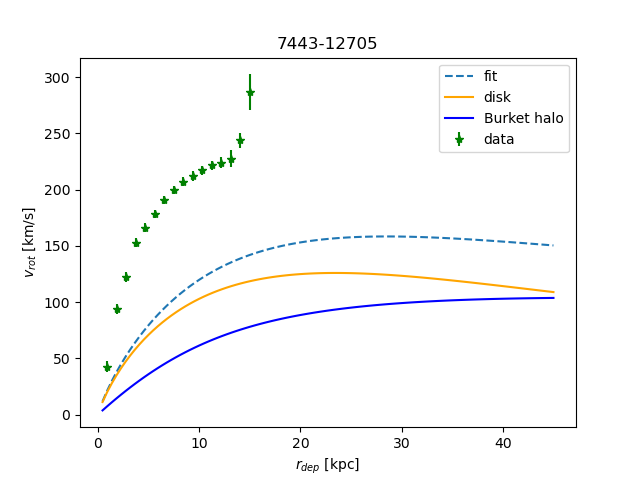 7443-12705
300
250
200
150
100
50
0
v_rot [km/s]
fit
disk
Burket halo
data
0 10 20 30 40
r_dep [kpc]